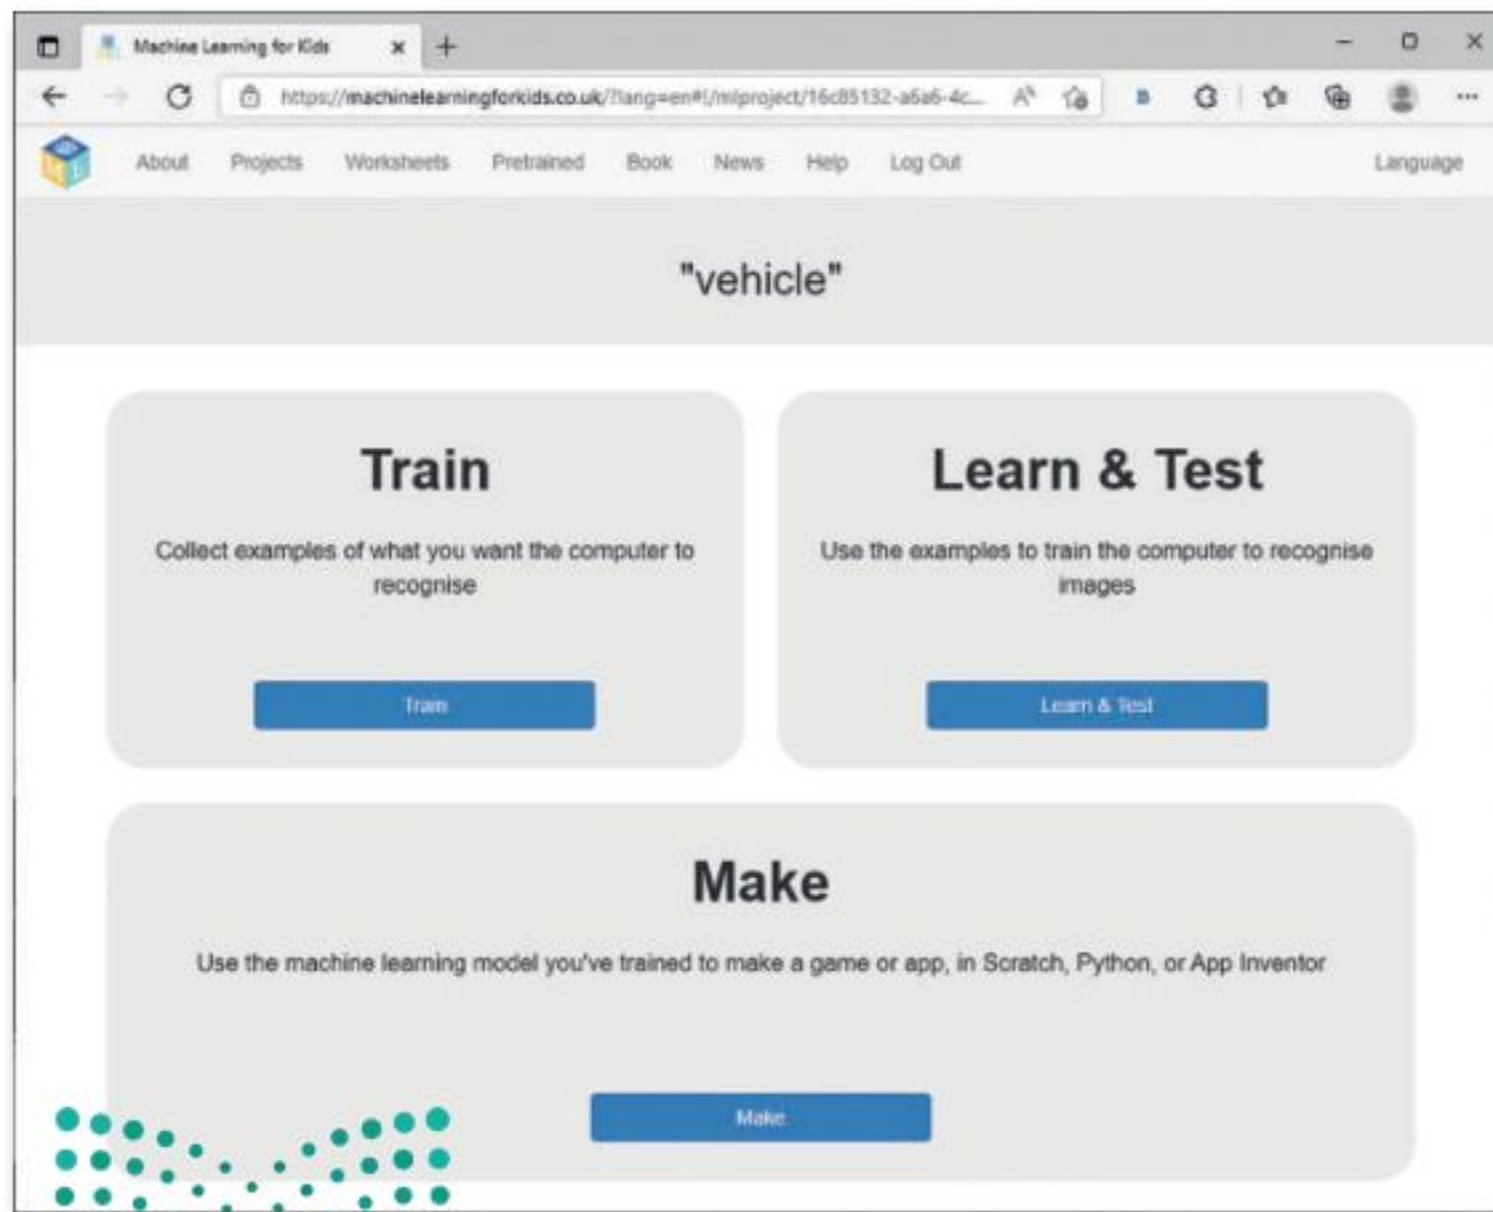 Machine Learning for Kids
https://machinelearningforkids.co.uk/?lang=en#!/mlproject/16c85132-a6a6-4c...
About Projects Worksheets Pretrained Book News Help Log Out Language
"vehicle"
Train
Collect examples of what you want the computer to
recognise
Train
Learn & Test
Use the examples to train the computer to recognise
images
Learn & Test
Make
Use the machine learning model you've trained to make a game or app, in Scratch, Python, or App Inventor
Make